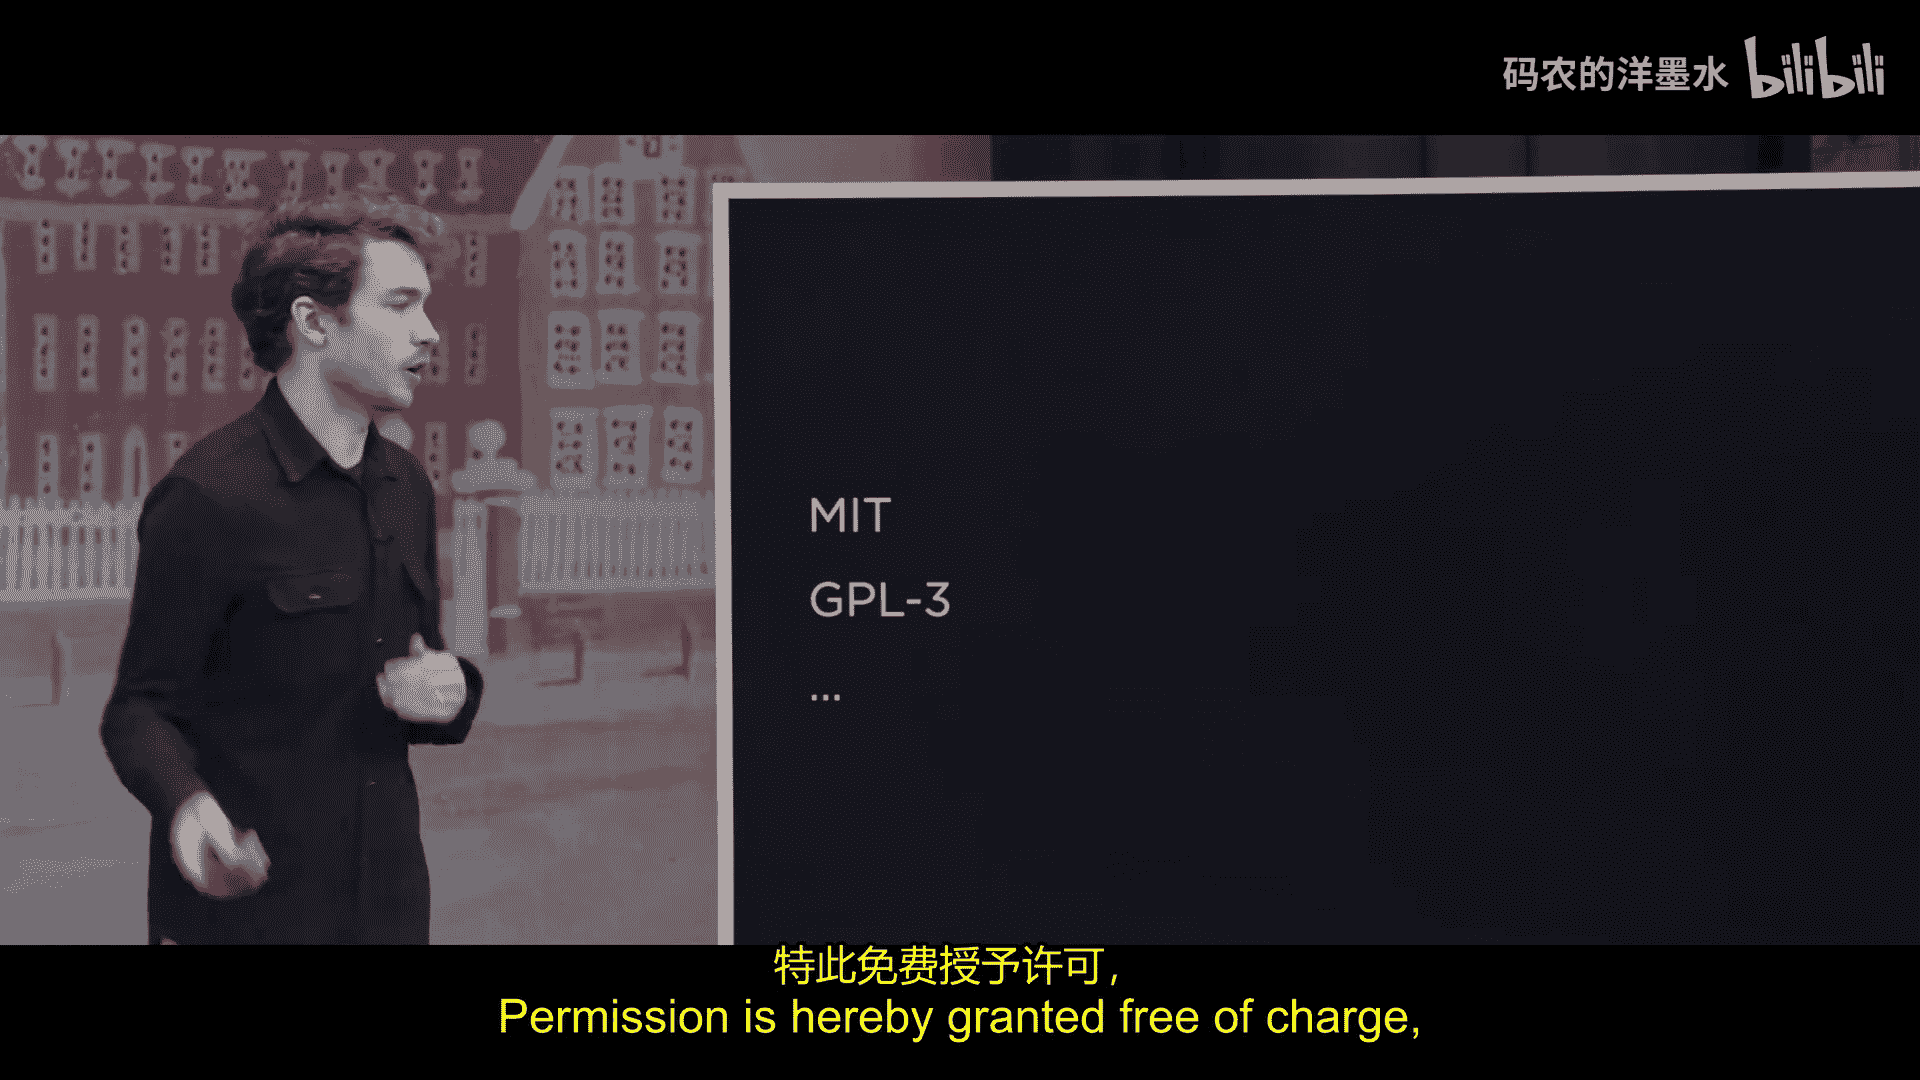 码农的洋墨水 bilibili
MIT
GPL-3
...
特此免费授予许可，
Permission is hereby granted free of charge,